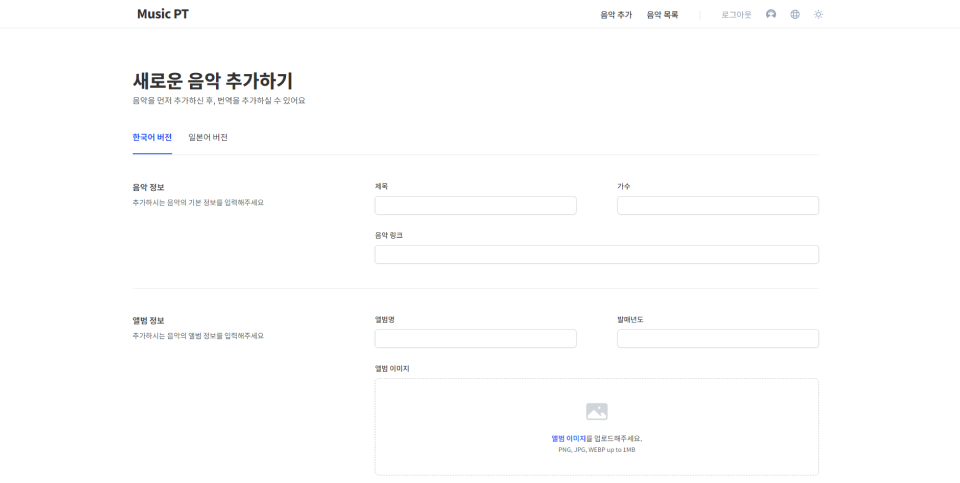 Music PT
음악 추가
음악 목록
로그아웃
새로운 음악 추가하기
음악을 먼저 추가하신 후, 번역을 추가하실 수 있어요
한국어 버전
일본어 버전
음악 정보
추가하시는 음악의 기본 정보를 입력해주세요
제목
가수
음악 링크
앨범 정보
추가하시는 음악의 앨범 정보를 입력해주세요
앨범명
발매년도
앨범 이미지
앨범 이미지를 업로드해주세요.
PNG, JPG, WEBP up to 1MB